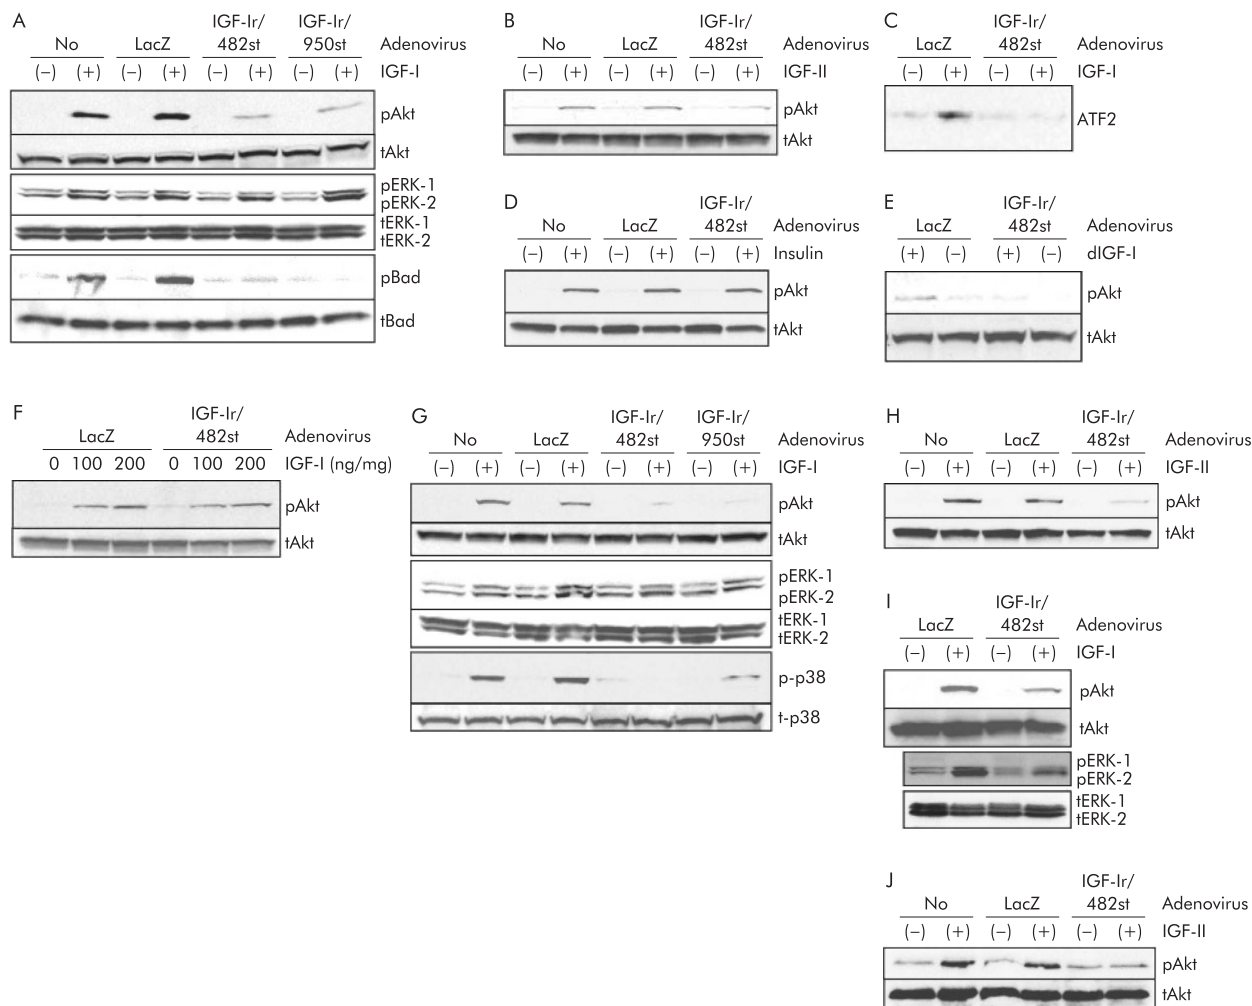 A
IGF-Ir/ IGF-Ir/
No LacZ 482st 950st Adenovirus
(–) (+) (–) (+) (–) (+) (–) (+) IGF-I
pAkt
tAkt
pERK-1
pERK-2
tERK-1
tERK-2
pBad
tBad
B
IGF-Ir/
No LacZ 482st Adenovirus
(–) (+) (–) (+) (–) (+) IGF-II
pAkt
tAkt
C
IGF-Ir/
LacZ 482st Adenovirus
(–) (+) (–) (+) IGF-I
ATF2
D
IGF-Ir/
No LacZ 482st Adenovirus
(–) (+) (–) (+) (–) (+) Insulin
pAkt
tAkt
E
IGF-Ir/
LacZ 482st Adenovirus
(+) (–) (+) (–) dIGF-I
pAkt
tAkt
F
IGF-Ir/
LacZ 482st Adenovirus
0 100 200 0 100 200 IGF-I (ng/mg)
pAkt
tAkt
G
IGF-Ir/ IGF-Ir/
No LacZ 482st 950st Adenovirus
(–) (+) (–) (+) (–) (+) (–) (+) IGF-I
pAkt
tAkt
pERK-1
pERK-2
tERK-1
tERK-2
p-p38
t-p38
H
IGF-Ir/
No LacZ 482st Adenovirus
(–) (+) (–) (+) (–) (+) IGF-II
pAkt
tAkt
I
IGF-Ir/
LacZ 482st Adenovirus
(–) (+) (–) (+) IGF-I
pAkt
tAkt
pERK-1
pERK-2
tERK-1
tERK-2
J
IGF-Ir/
No LacZ 482st Adenovirus
(–) (+) (–) (+) (–) (+) IGF-II
pAkt
tAkt